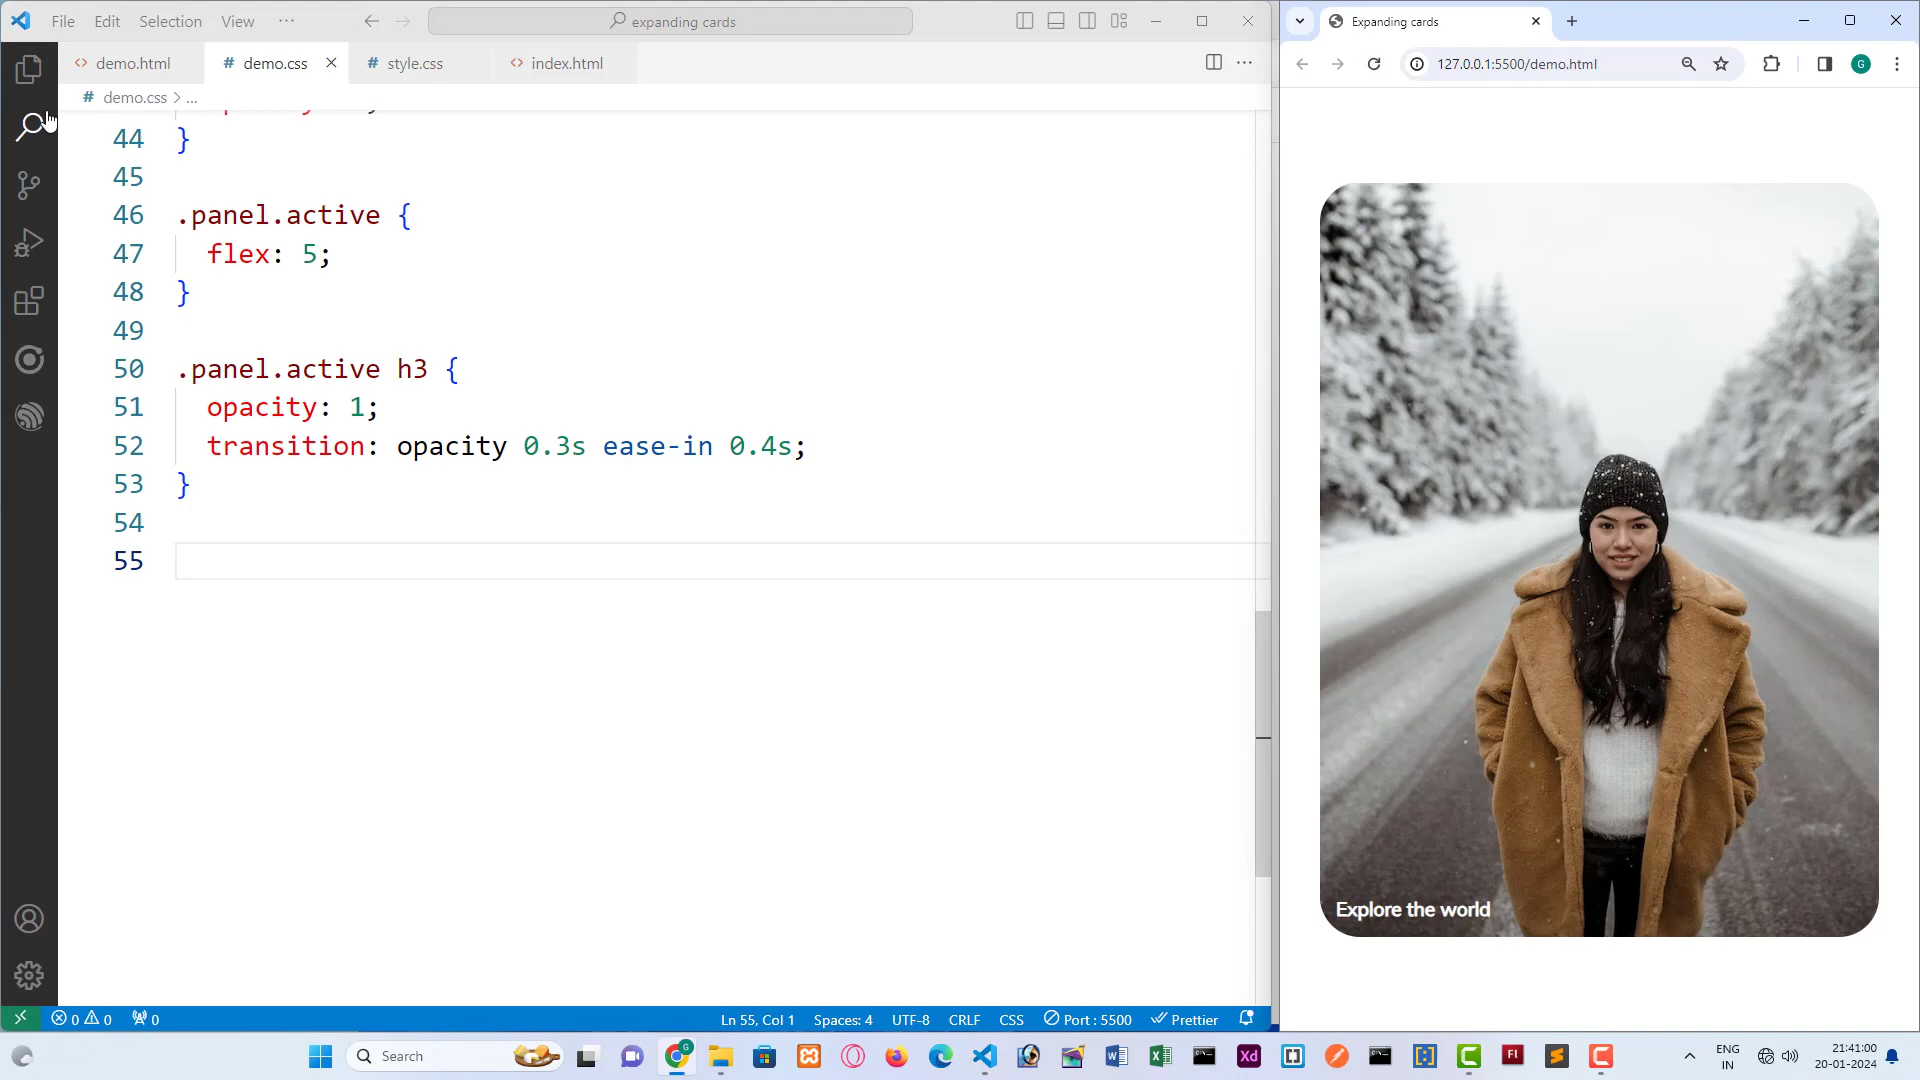 File Edit Selection View ··· expanding cards
demo.html demo.css style.css index.html
demo.css > ...
44 }
45
46 .panel.active {
47 flex: 5;
48 }
49
50 .panel.active h3 {
51 opacity: 1;
52 transition: opacity 0.3s ease-in 0.4s;
53 }
54
55
0 0 0 Ln 55, Col 1 Spaces: 4 UTF-8 CRLF CSS Port : 5500 Prettier
Expanding cards
127.0.0.1:5500/demo.html
G
Explore the world
Search
G
Xd
Fl
ENG
IN
21:41:00
20-01-2024